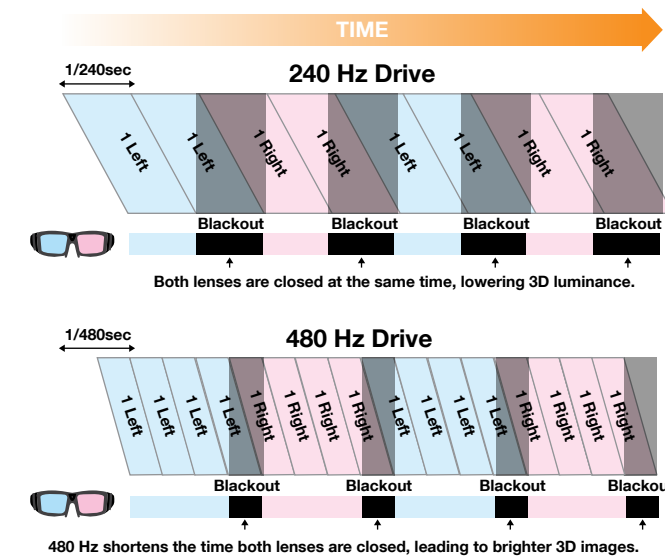 TIME
1/240sec
240 Hz Drive
1 Left
1 Left
1 Right
1 Right
1 Left
1 Left
1 Right
1 Right
Blackout
Blackout
Blackout
Blackout
Both lenses are closed at the same time, lowering 3D luminance.
1/480sec
480 Hz Drive
1 Left
1 Left
1 Left
1 Left
1 Right
1 Right
1 Right
1 Right
1 Left
1 Left
1 Left
1 Left
1 Right
1 Right
1 Right
1 Right
Blackout
Blackout
Blackout
Blackou
480 Hz shortens the time both lenses are closed, leading to brighter 3D images.